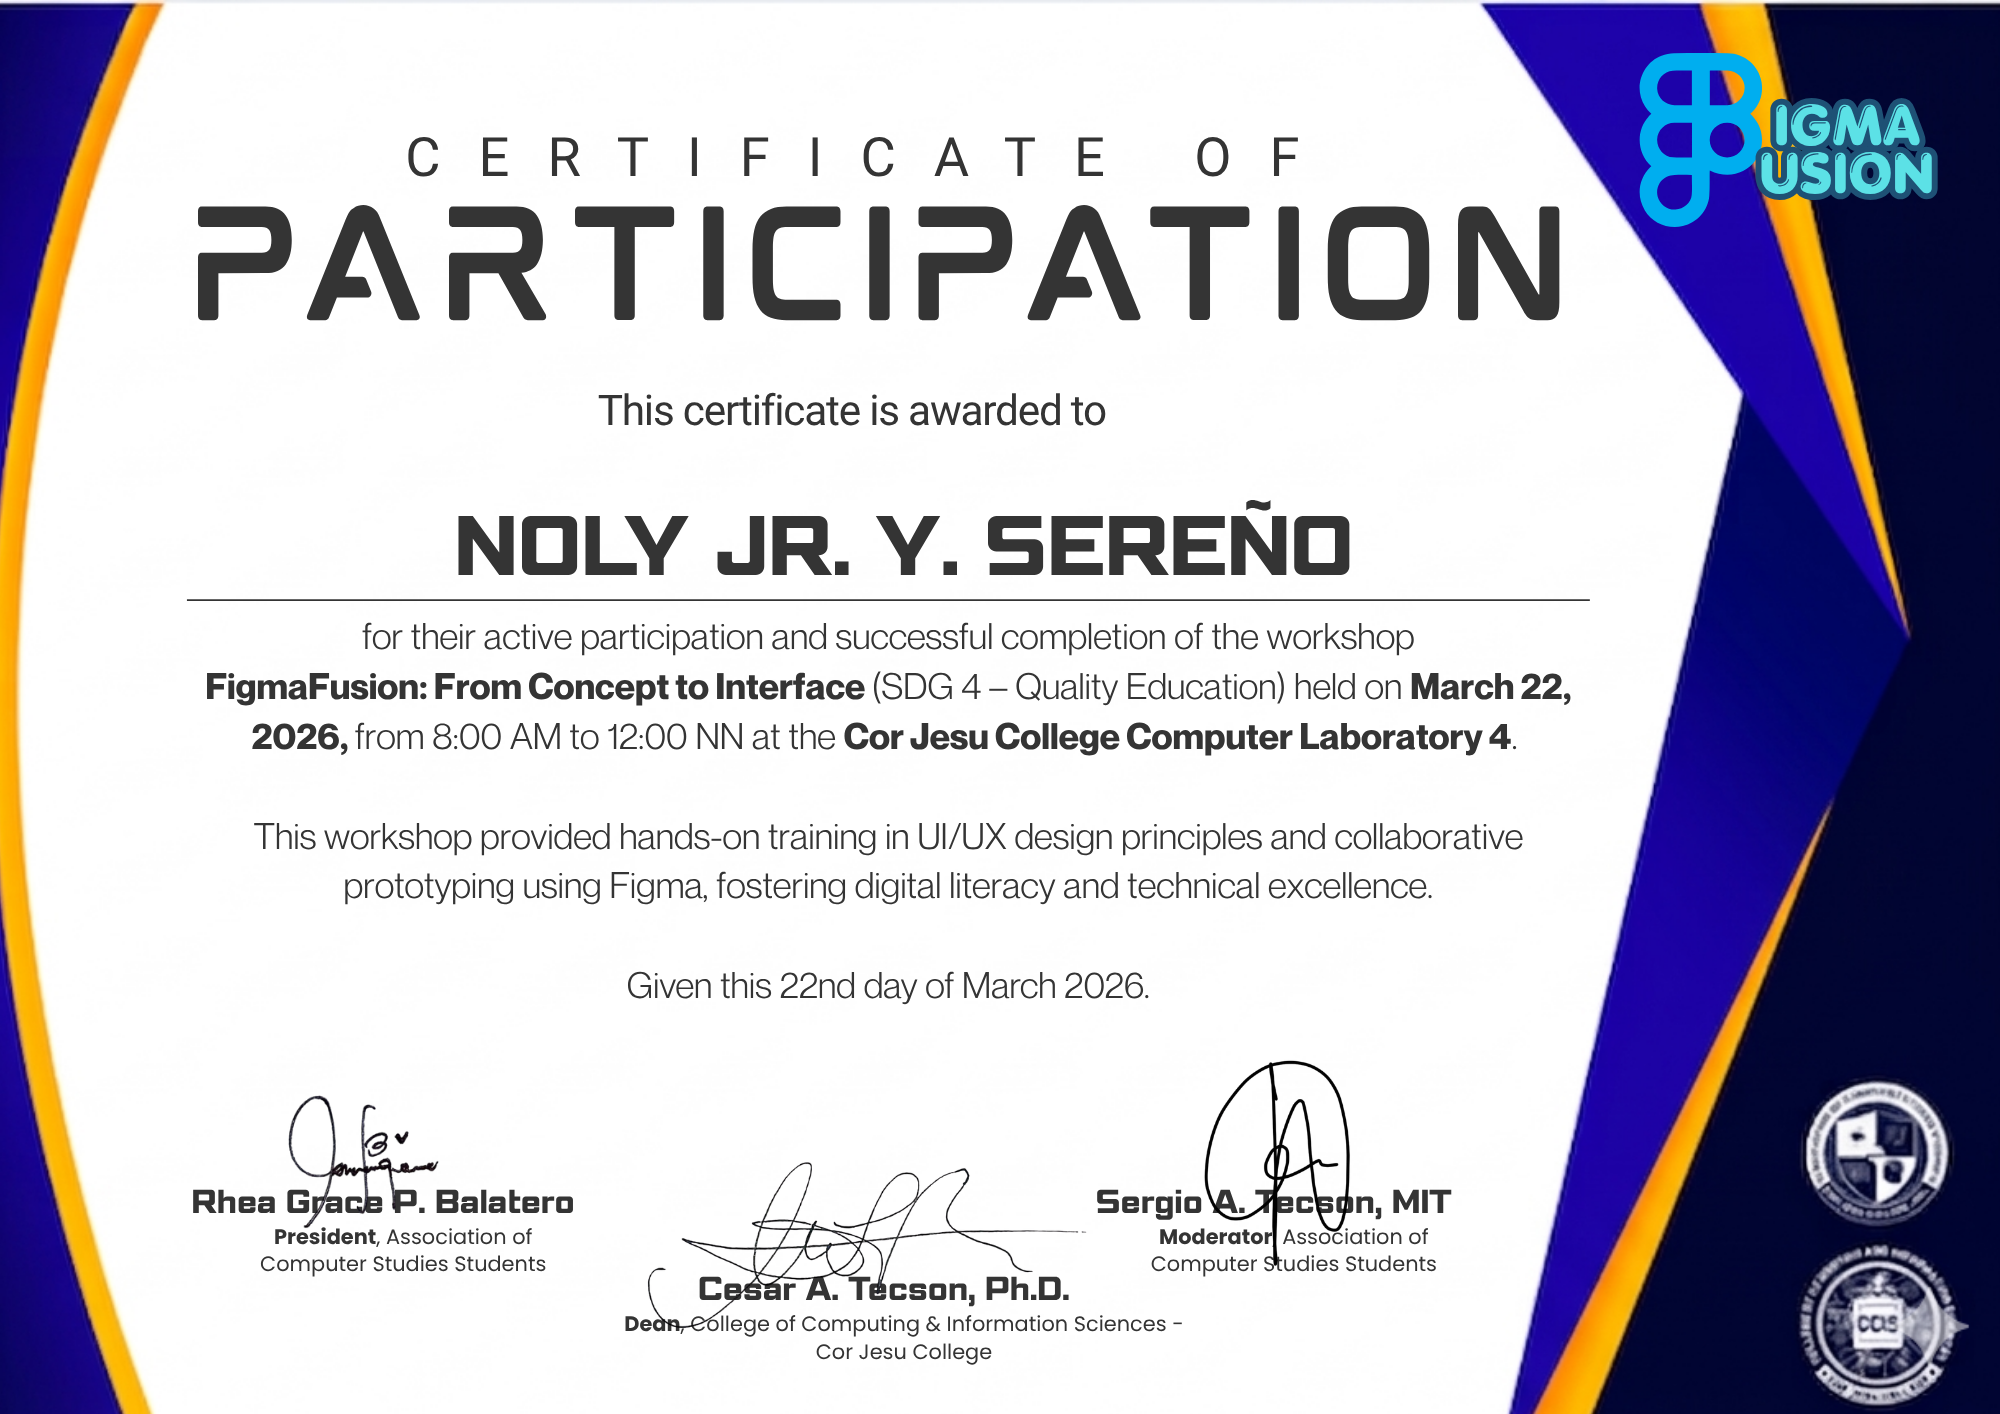 IGMA
USION
CERTIFICATE OF
PARTICIPATION
This certificate is awarded to
NOLY JR. Y. SEREÑO
for their active participation and successful completion of the workshop
FigmaFusion: From Concept to Interface (SDG 4 – Quality Education) held on March 22,
2026, from 8:00 AM to 12:00 NN at the Cor Jesu College Computer Laboratory 4.
This workshop provided hands-on training in UI/UX design principles and collaborative
prototyping using Figma, fostering digital literacy and technical excellence.
Given this 22nd day of March 2026.
Rhea Grace P. Balatero
President, Association of
Computer Studies Students
Cesar A. Tecson, Ph.D.
Dean, College of Computing & Information Sciences -
Cor Jesu College
Sergio A. Tecson, MIT
Moderator, Association of
Computer Studies Students
CCIS